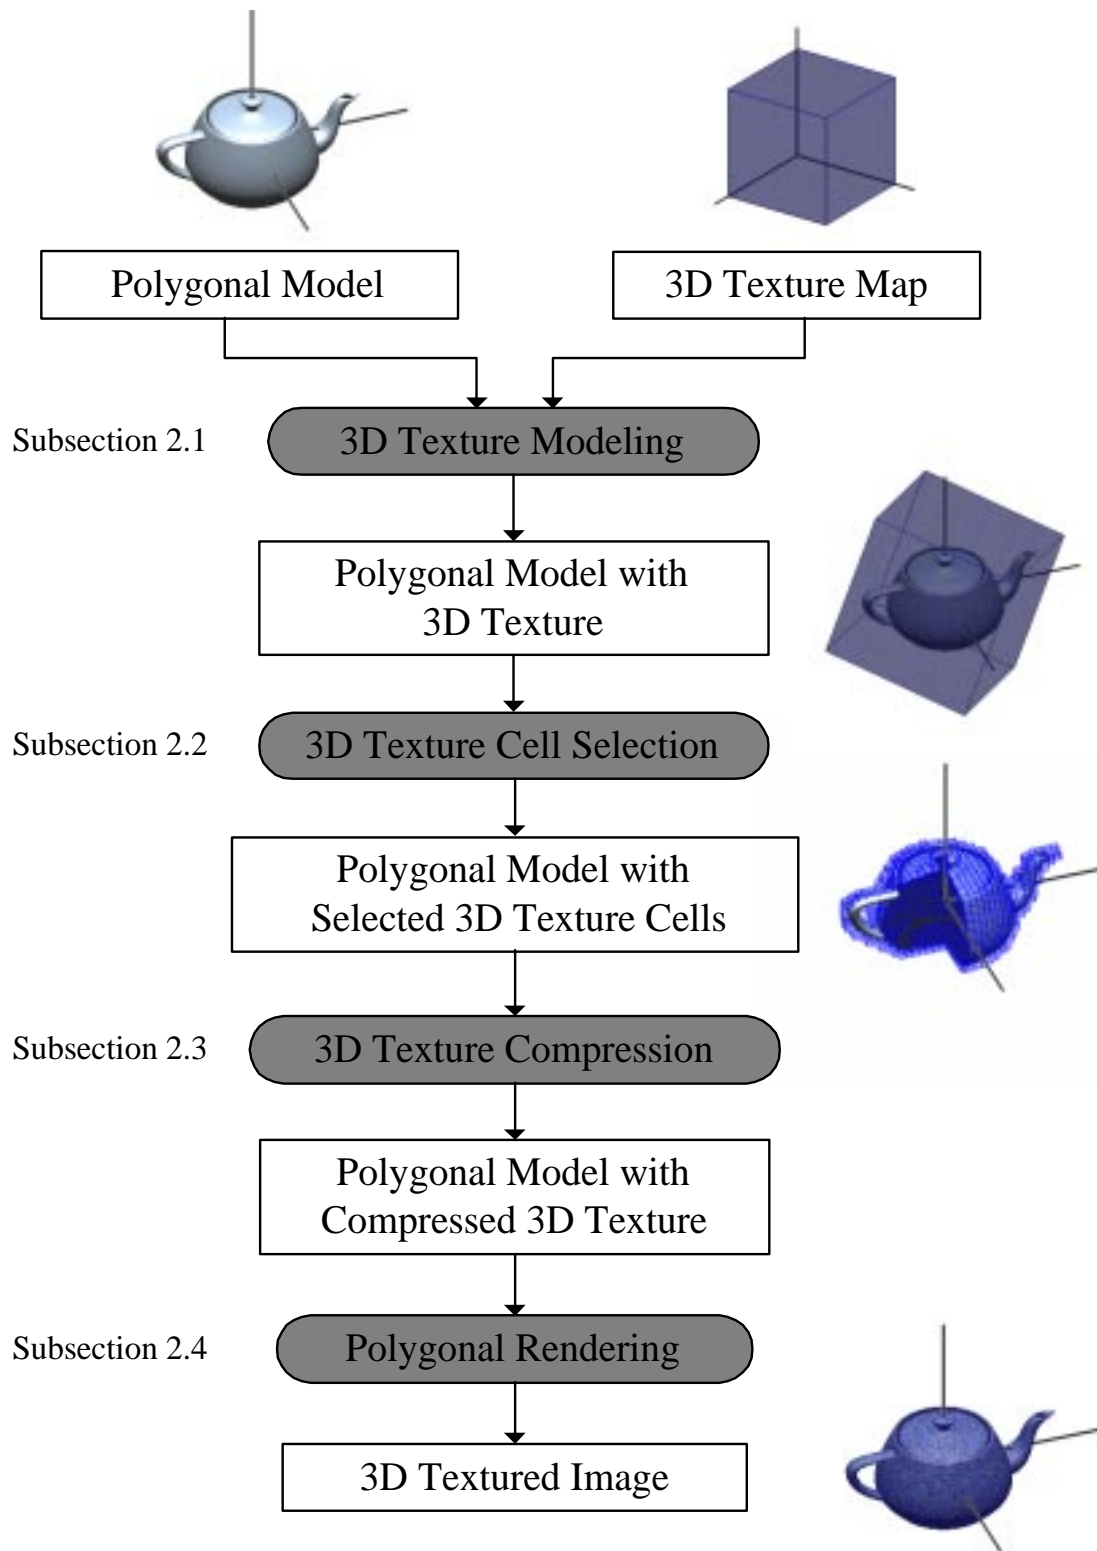 Polygonal Model
3D Texture Map
Subsection 2.1
3D Texture Modeling
Polygonal Model with
3D Texture
Subsection 2.2
3D Texture Cell Selection
Polygonal Model with
Selected 3D Texture Cells
Subsection 2.3
3D Texture Compression
Polygonal Model with
Compressed 3D Texture
Subsection 2.4
Polygonal Rendering
3D Textured Image